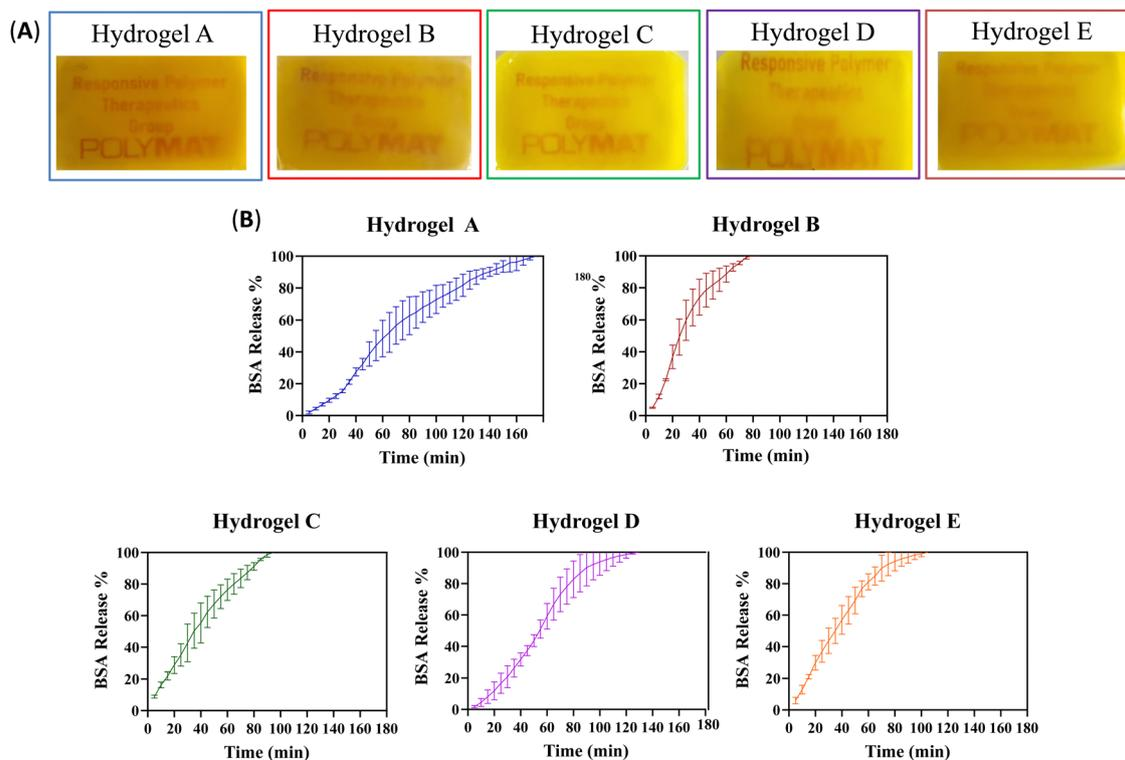 (A)
Hydrogel A
Hydrogel B
Hydrogel C
Hydrogel D
Hydrogel E
Responsive Polymer
Therapeutics
Group
POLYMAT
Responsive Polymer
Therapeutics
Group
POLYMAT
Responsive Polymer
Therapeutics
Group
POLYMAT
Responsive Polymer
Therapeutics
Group
POLYMAT
Responsive Polymer
Therapeutics
Group
POLYMAT
(B)
Hydrogel A
BSA Release %
100
80
60
40
20
0
0 20 40 60 80 100 120 140 160
Time (min)
Hydrogel B
180
BSA Release %
100
80
60
40
20
0
0 20 40 60 80 100 120 140 160 180
Time (min)
Hydrogel C
BSA Release %
100
80
60
40
20
0
0 20 40 60 80 100 120 140 160 180
Time (min)
Hydrogel D
BSA Release %
100
80
60
40
20
0
0 20 40 60 80 100 120 140 160 180
Time (min)
Hydrogel E
BSA Release %
100
80
60
40
20
0
0 20 40 60 80 100 120 140 160 180
Time (min)